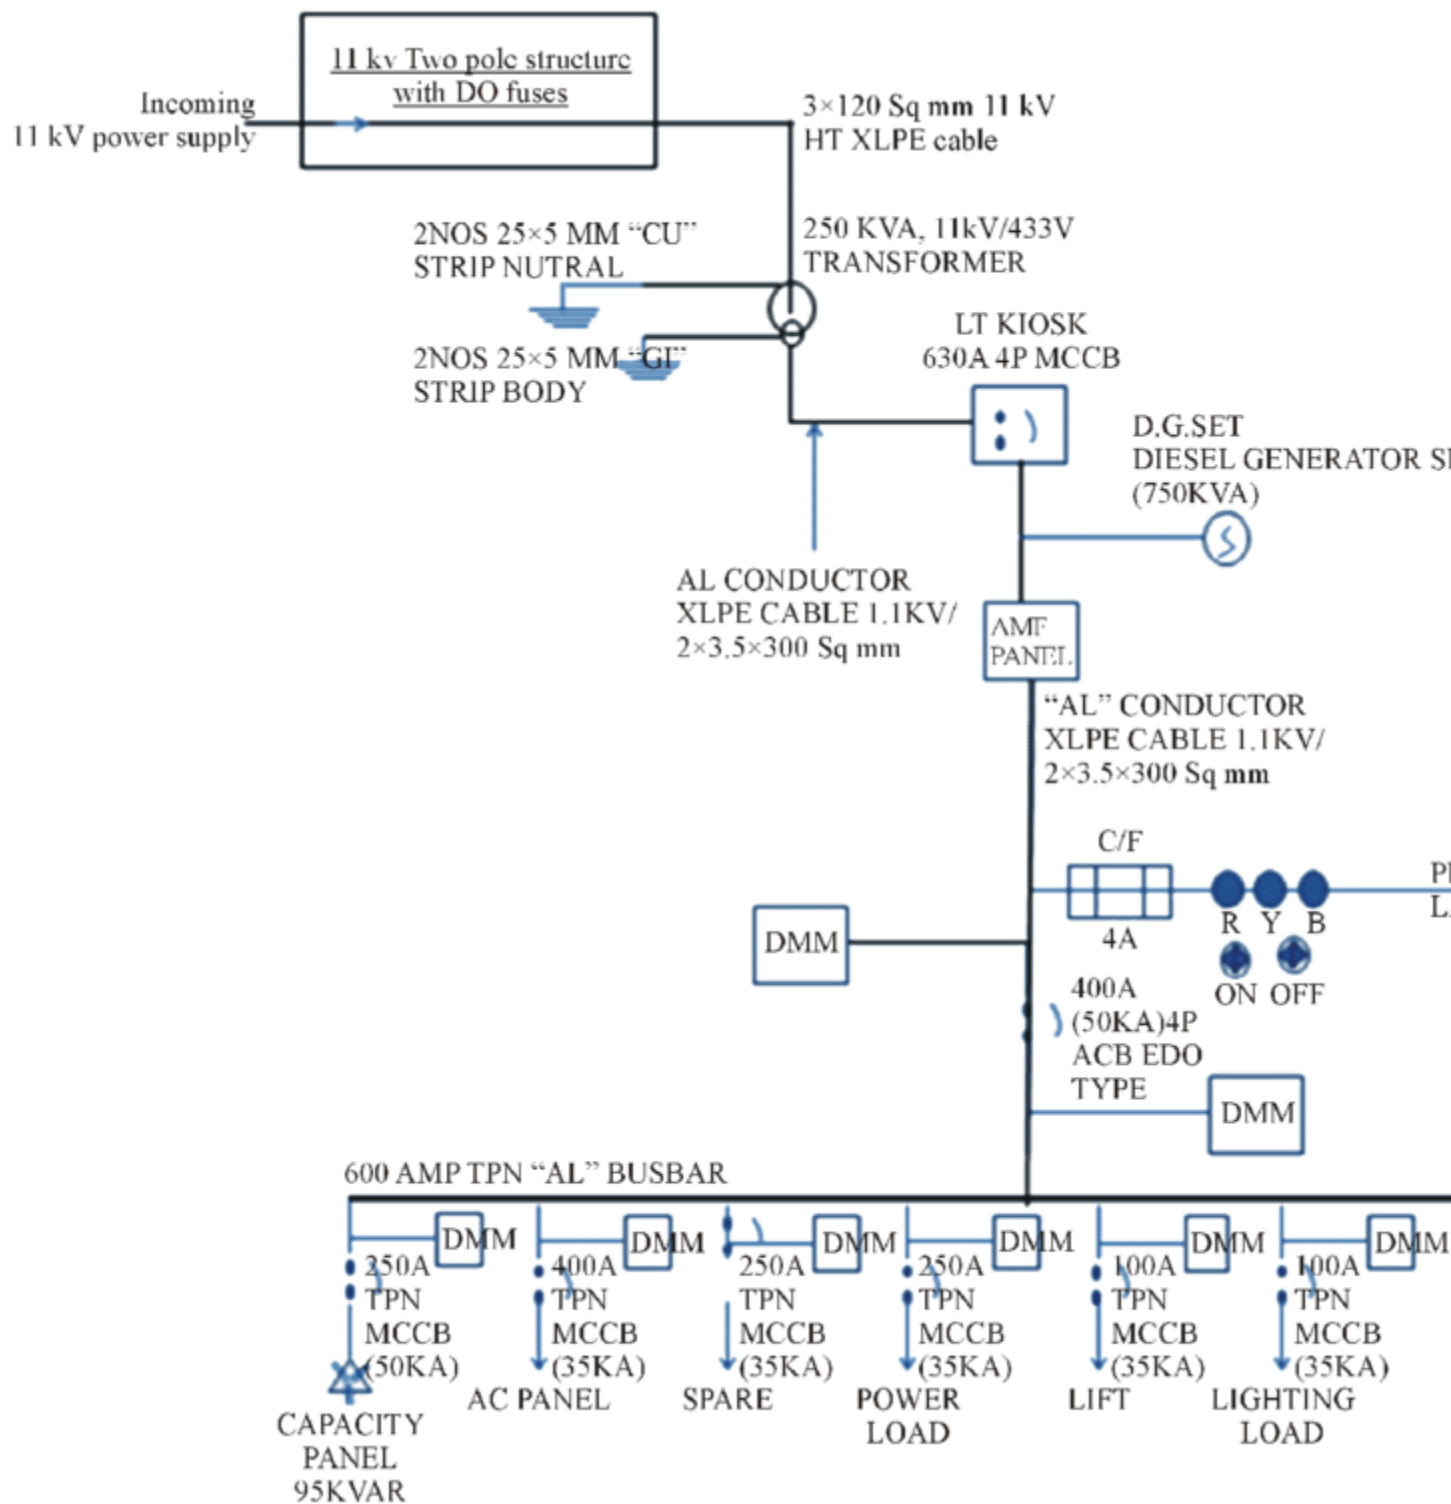 11 kv Two pole structure
with DO fuses
Incoming
11 kV power supply
3×120 Sq mm 11 kV
HT XLPE cable
2NOS 25×5 MM “CU”
STRIP NUTRAL
250 KVA, 11kV/433V
TRANSFORMER
2NOS 25×5 MM “GI”
STRIP BODY
LT KIOSK
630A 4P MCCB
D.G.SET
DIESEL GENERATOR
(750KVA)
AL CONDUCTOR
XLPE CABLE 1.1KV/
2×3.5×300 Sq mm
AMF
PANEL
“AL” CONDUCTOR
XLPE CABLE 1.1KV/
2×3.5×300 Sq mm
C/F
4A
R Y B
ON OFF
DMM
400A
(50KA)4P
ACB EDO
TYPE
DMM
600 AMP TPN “AL” BUSBAR
DMM
250A
TPN
MCCB
(50KA)
CAPACITY
PANEL
95KVAR
DMM
400A
TPN
MCCB
(35KA)
AC PANEL
DMM
250A
TPN
MCCB
(35KA)
SPARE
DMM
250A
TPN
MCCB
(35KA)
POWER
LOAD
DMM
100A
TPN
MCCB
(35KA)
LIFT
DMM
100A
TPN
MCCB
(35KA)
LIGHTING
LOAD